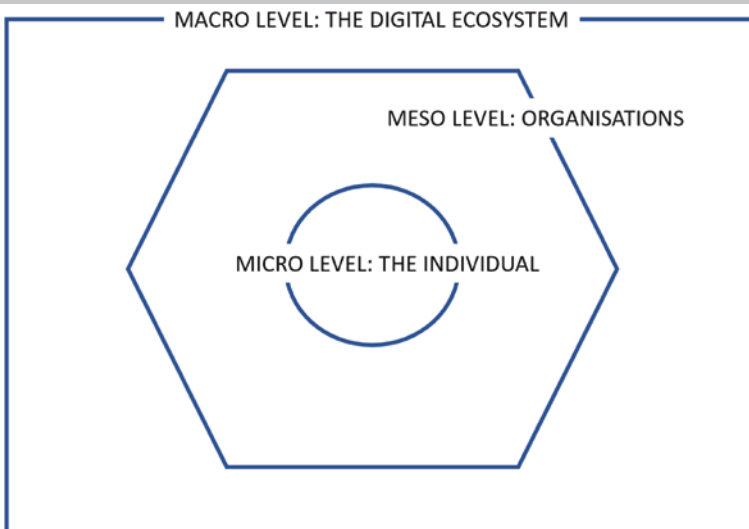 MACRO LEVEL: THE DIGITAL ECOSYSTEM
MESO LEVEL: ORGANISATIONS
MICRO LEVEL: THE INDIVIDUAL